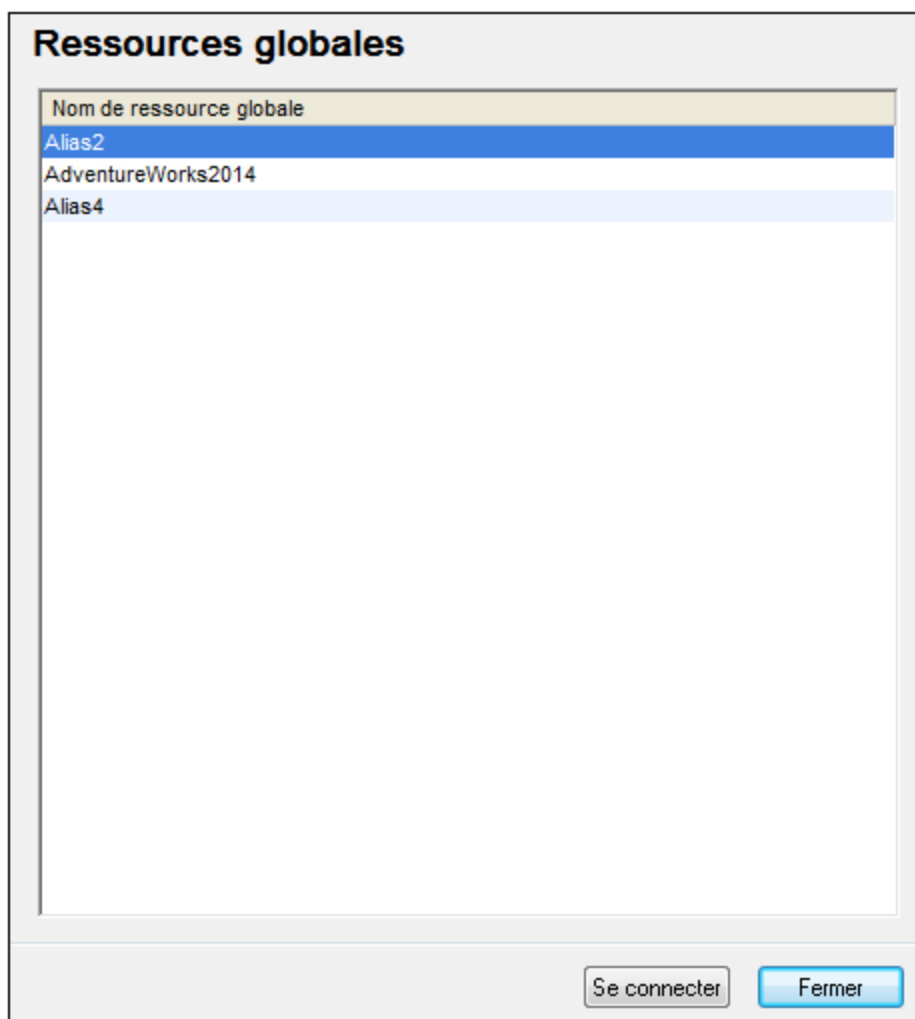 Ressources globales
Nom de ressource globale
Alias2
AdventureWorks2014
Alias4
Se connecter
Fermer